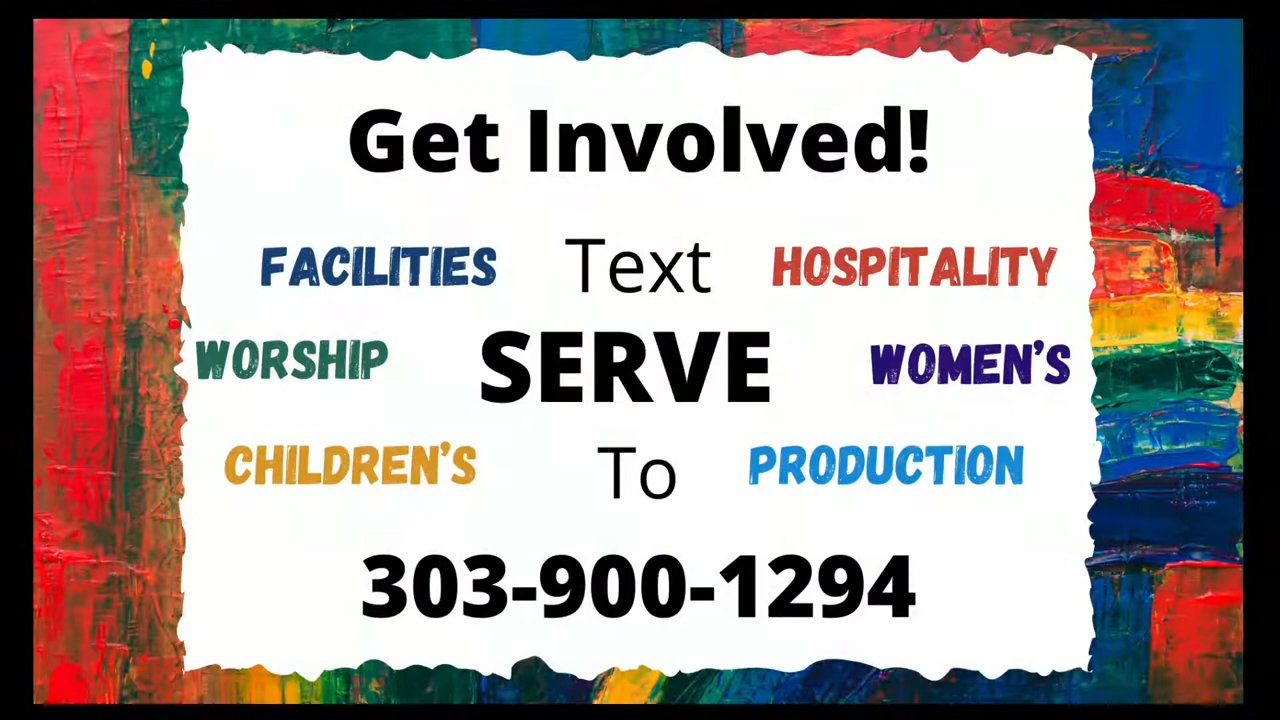 Get Involved!
FACILITIES Text HOSPITALITY
WORSHIP SERVE WOMEN'S
CHILDREN'S To PRODUCTION
303-900-1294